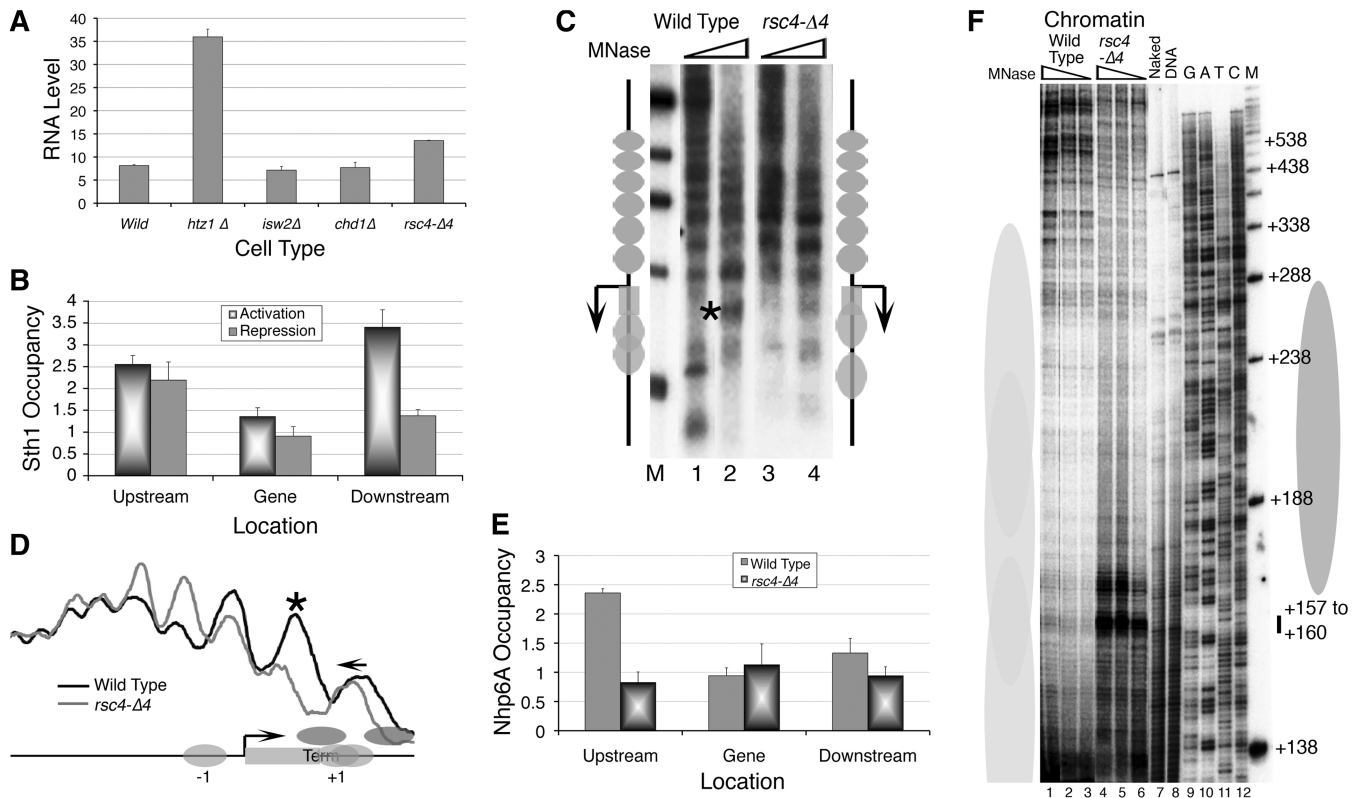 A
40
35
30
25
20
15
10
5
0
RNA Level
Wild
htz1 Δ
isw2Δ
chd1Δ
rsc4-Δ4
Cell Type
B
4
3.5
3
2.5
2
1.5
1
0.5
0
Sth1 Occupancy
Activation
Repression
Upstream
Gene
Downstream
Location
C
Wild Type
rsc4-Δ4
MNase
*
M
1
2
3
4
D
*
Wild Type
rsc4-Δ4
Term
-1
+1
E
3
2.5
2
1.5
1
0.5
0
Nhp6A Occupancy
Wild Type
rsc4-Δ4
Upstream
Gene
Downstream
Location
F
Chromatin
Wild
Type
rsc4
-Δ4
Naked
DNA
MNase
G A T C M
+538
+438
+338
+288
+238
+188
+157 to
+160
+138
1 2 3 4 5 6 7 8 9 10 11 12